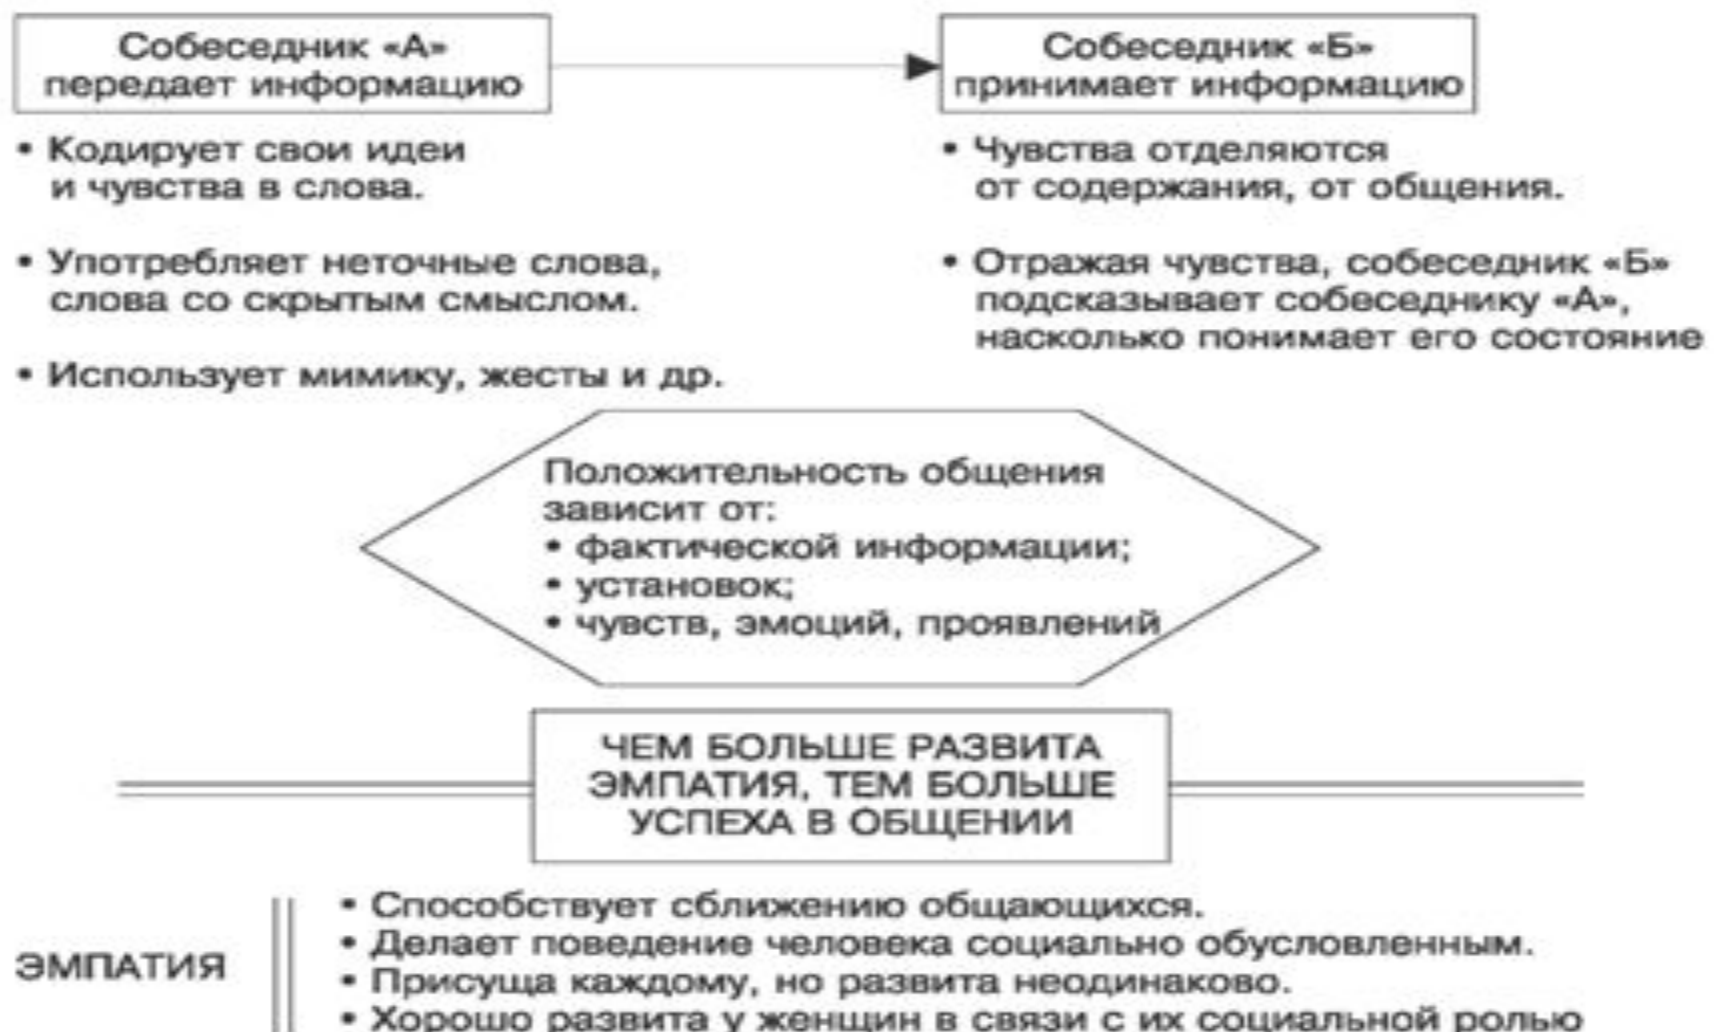 Собеседник «А»
передает информацию
Собеседник «Б»
принимает информацию
• Кодирует свои идеи
и чувства в слова.
• Употребляет неточные слова,
слова со скрытым смыслом.
• Использует мимику, жесты и др.
• Чувства отделяются
от содержания, от общения.
• Отражая чувства, собеседник «Б»
подсказывает собеседнику «А»,
насколько понимает его состояние
Положительность общения
зависит от:
• фактической информации;
• установок;
• чувств, эмоций, проявлений
ЧЕМ БОЛЬШЕ РАЗВИТА
ЭМПАТИЯ, ТЕМ БОЛЬШЕ
УСПЕХА В ОБЩЕНИИ
ЭМПАТИЯ
• Способствует сближению общающихся.
• Делает поведение человека социально обусловленным.
• Присуща каждому, но развита неодинаково.
• Хорошо развита у женщин в связи с их социальной ролью